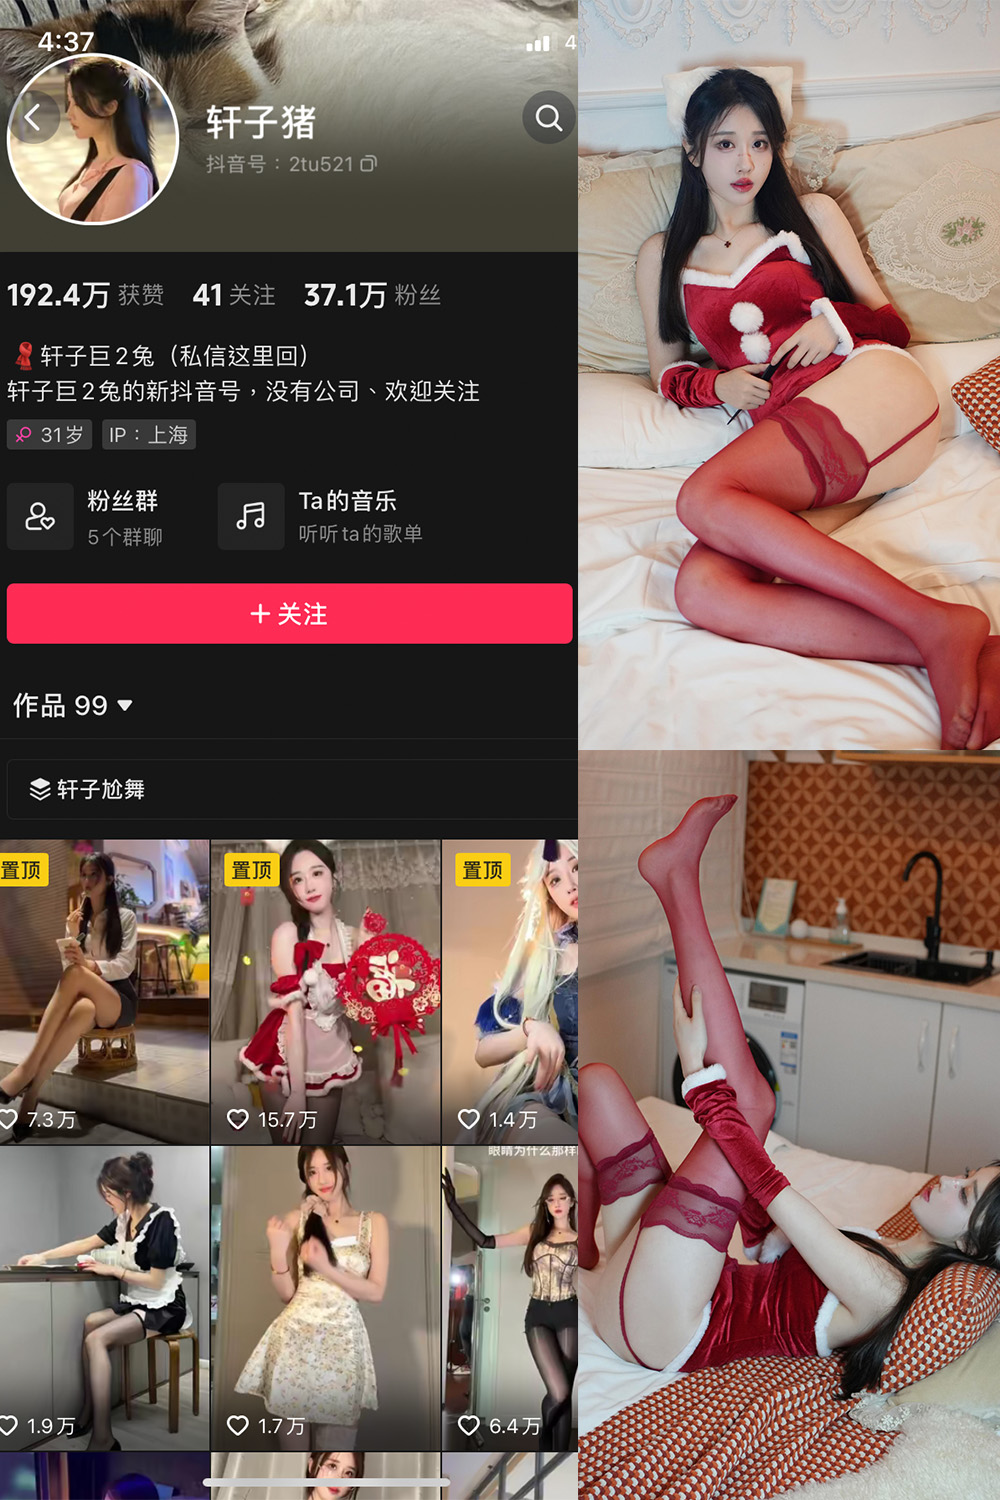 4:37
4
轩子猪
抖音号：2tu521
192.4万 获赞 41 关注 37.1万 粉丝
轩子巨2兔（私信这里回）
轩子巨2兔的新抖音号，没有公司、欢迎关注
31岁 IP：上海
粉丝群 Ta的音乐
5个群聊 听听ta的歌单
＋关注
作品 99
轩子尬舞
置顶 置顶 置顶
7.3万 15.7万 1.4万
眼睛为什么那样
1.9万 1.7万 6.4万